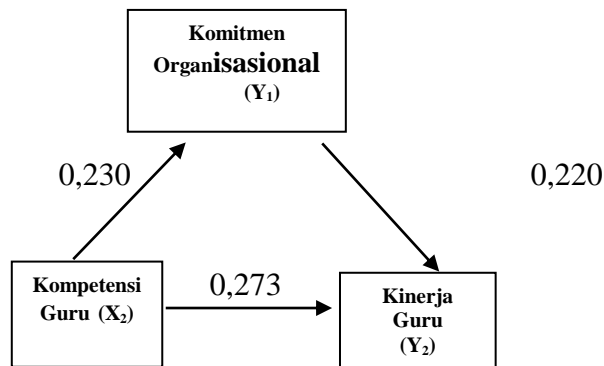 Komitmen
Organisasional
(Y₁)
0,230
0,220
Kompetensi
Guru (X₂)
0,273
Kinerja
Guru
(Y₂)